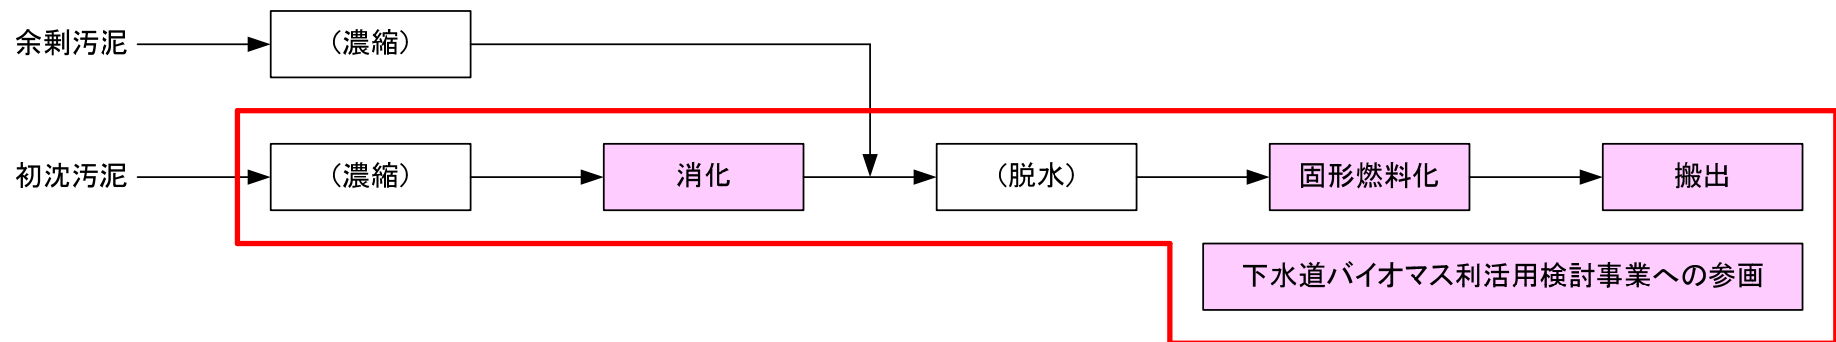 余剰汚泥
（濃縮）
初沈汚泥
（濃縮）
消化
（脱水）
固形燃料化
搬出
下水道バイオマス利活用検討事業への参画